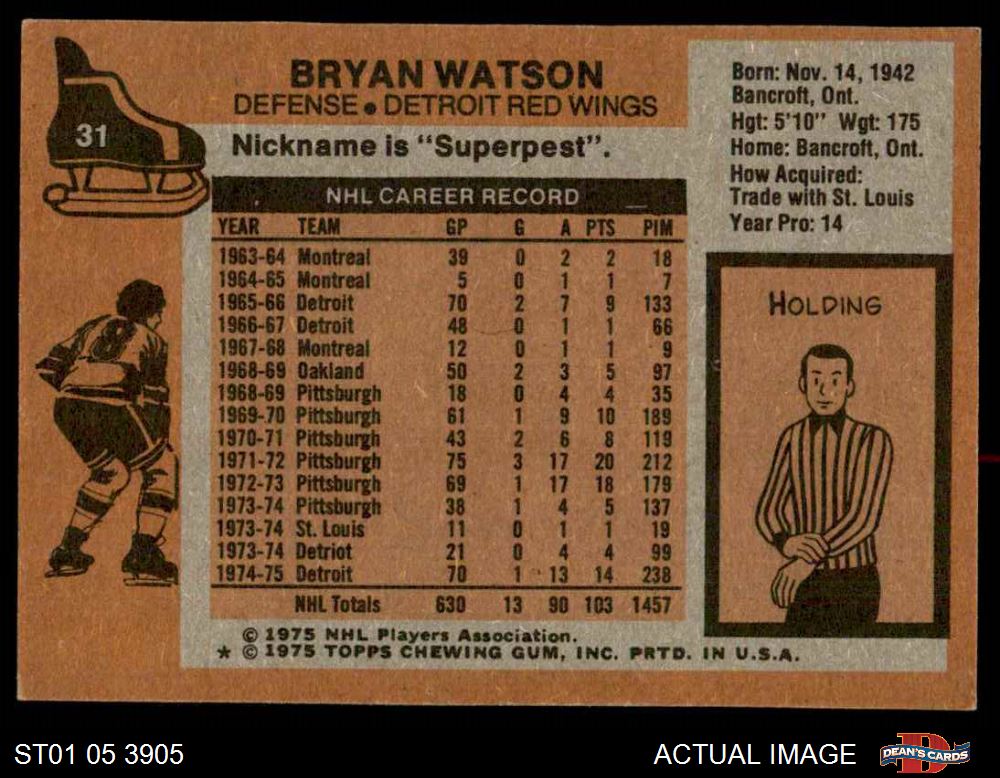 31
BRYAN WATSON
DEFENSE • DETROIT RED WINGS
Nickname is "Superpest".
NHL CAREER RECORD
YEAR TEAM GP G A PTS PIM
1963-64 Montreal 39 0 2 2 18
1964-65 Montreal 5 0 1 1 7
1965-66 Detroit 70 2 7 9 133
1966-67 Detroit 48 0 1 1 66
1967-68 Montreal 12 0 1 1 9
1968-69 Oakland 50 2 3 5 97
1968-69 Pittsburgh 18 0 4 4 35
1969-70 Pittsburgh 61 1 9 10 189
1970-71 Pittsburgh 43 2 6 8 119
1971-72 Pittsburgh 75 3 17 20 212
1972-73 Pittsburgh 69 1 17 18 179
1973-74 Pittsburgh 38 1 4 5 137
1973-74 St. Louis 11 0 1 1 19
1973-74 Detriot 21 0 4 4 99
1974-75 Detroit 70 1 13 14 238
NHL Totals 630 13 90 103 1457
© 1975 NHL Players Association.
★ © 1975 TOPPS CHEWING GUM, INC. PRTD. IN U.S.A.
Born: Nov. 14, 1942
Bancroft, Ont.
Hgt: 5'10" Wgt: 175
Home: Bancroft, Ont.
How Acquired:
Trade with St. Louis
Year Pro: 14
HOLDING
8
ST01 05 3905
ACTUAL IMAGE
DEAN'S CARDS